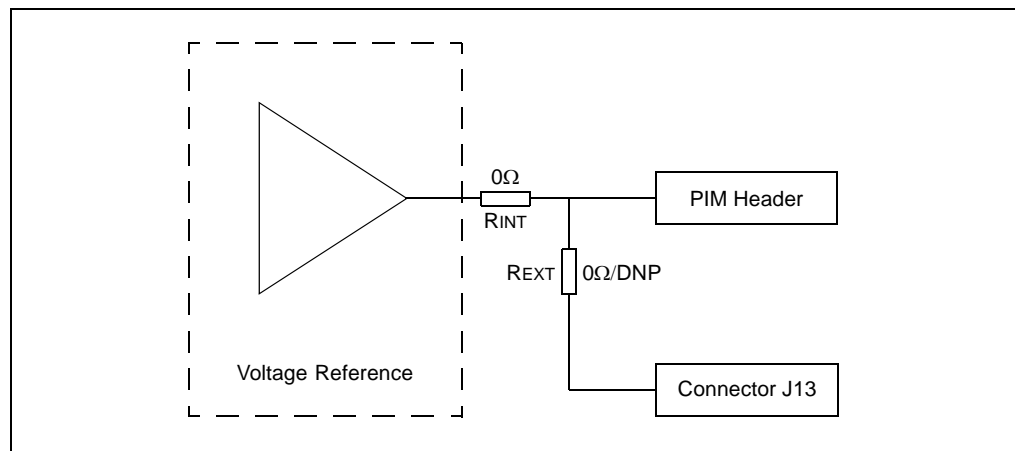 0Ω
RINT
PIM Header
REXT 0Ω/DNP
Voltage Reference
Connector J13